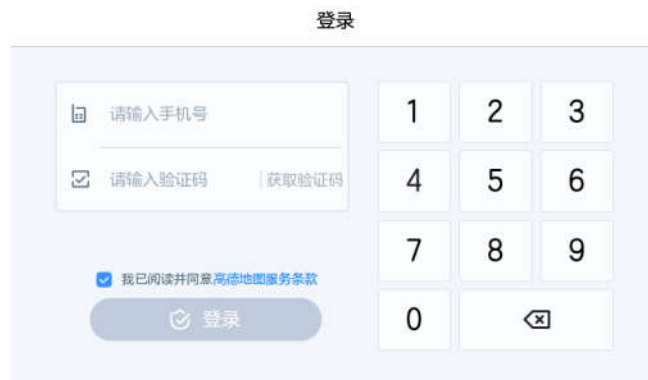 登录
请输入手机号
请输入验证码 获取验证码
我已阅读并同意高德地图服务条款
登录
1 2 3
4 5 6
7 8 9
0